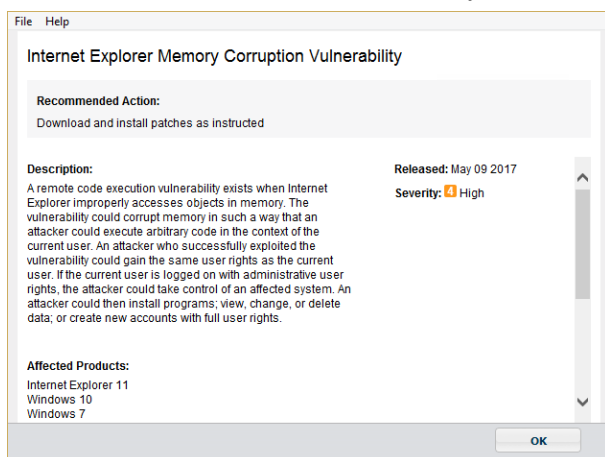 File Help
Internet Explorer Memory Corruption Vulnerability
Recommended Action:
Download and install patches as instructed
Description:
A remote code execution vulnerability exists when Internet
Explorer improperly accesses objects in memory. The
vulnerability could corrupt memory in such a way that an
attacker could execute arbitrary code in the context of the
current user. An attacker who successfully exploited the
vulnerability could gain the same user rights as the current
user. If the current user is logged on with administrative user
rights, the attacker could take control of an affected system. An
attacker could then install programs; view, change, or delete
data; or create new accounts with full user rights.
Released: May 09 2017
Severity: 4 High
Affected Products:
Internet Explorer 11
Windows 10
Windows 7
OK